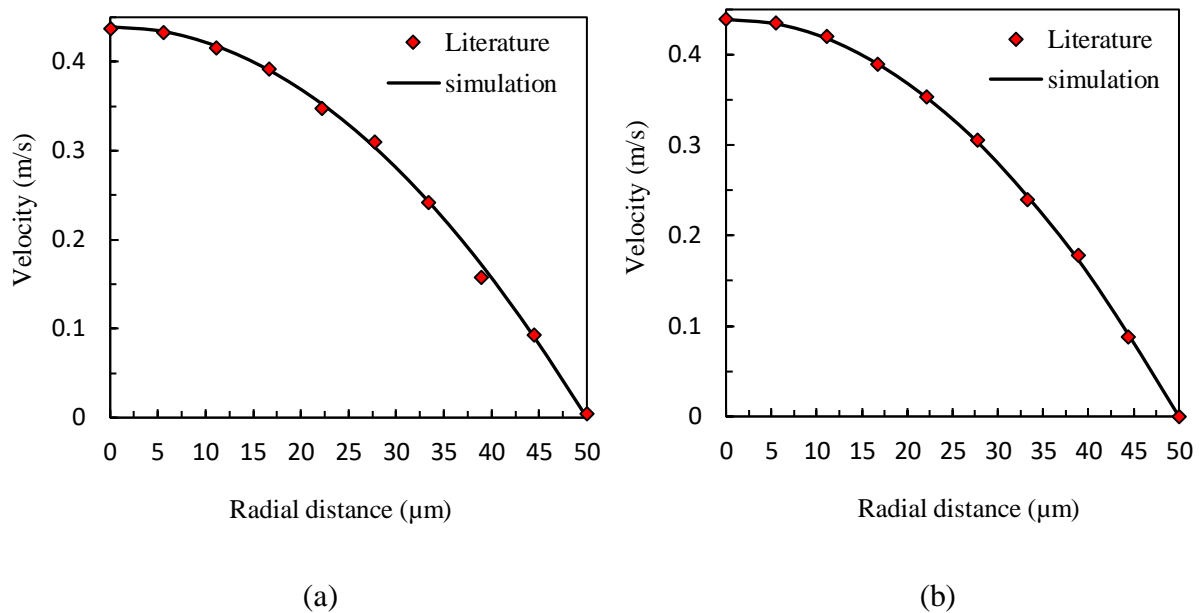 Literature
simulation
0.4
0.3
0.2
0.1
0
Velocity (m/s)
0 5 10 15 20 25 30 35 40 45 50
Radial distance (µm)
(a)
Literature
simulation
0.4
0.3
0.2
0.1
0
Velocity (m/s)
0 5 10 15 20 25 30 35 40 45 50
Radial distance (µm)
(b)